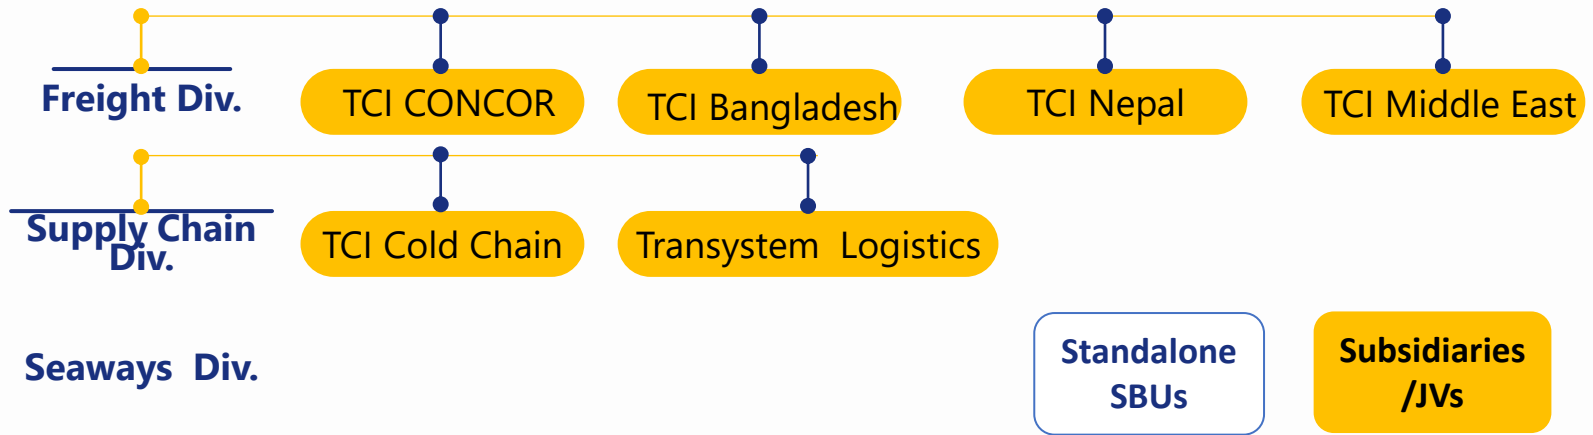 Freight Div.
TCI CONCOR
TCI Bangladesh
TCI Nepal
TCI Middle East
Supply Chain
Div.
TCI Cold Chain
Transystem Logistics
Seaways Div.
Standalone
SBUs
Subsidiaries
/JVs